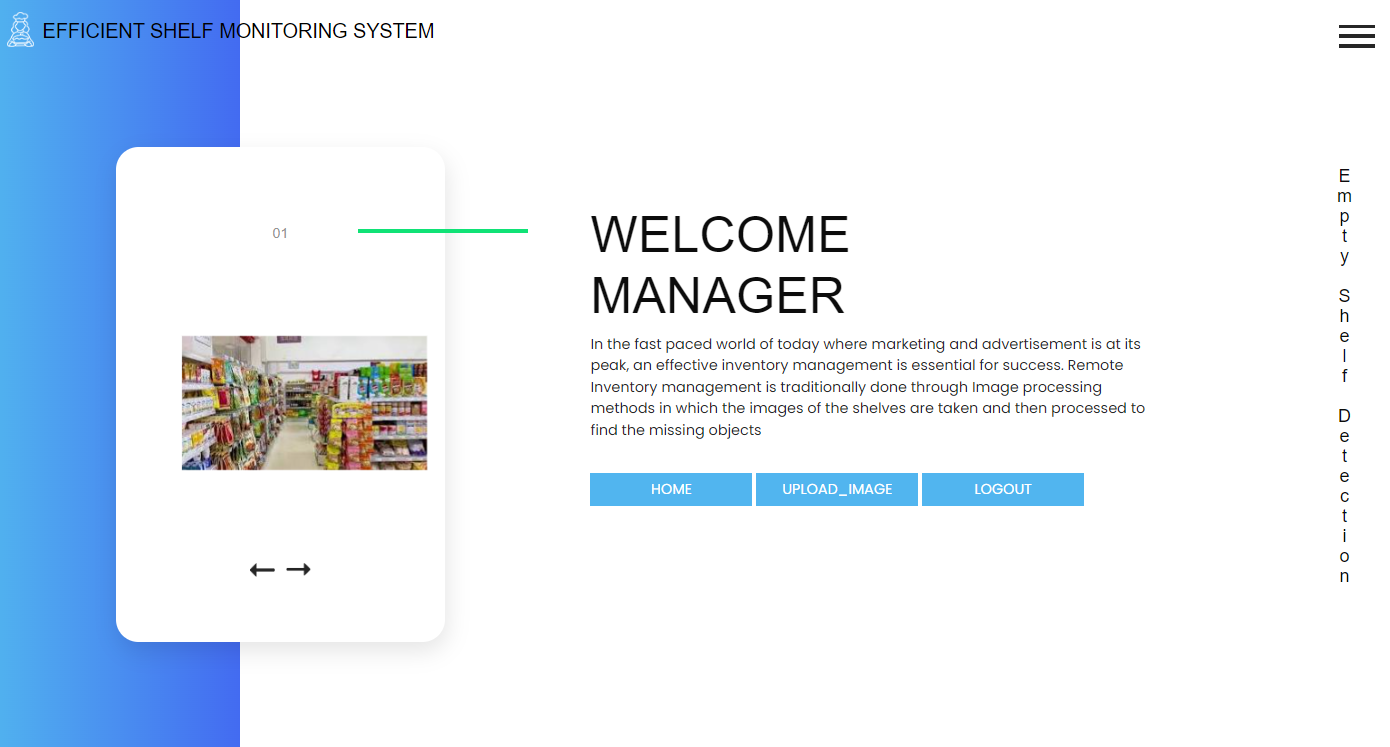 EFFICIENT SHELF MONITORING SYSTEM
01
WELCOME
MANAGER
In the fast paced world of today where marketing and advertisement is at its
peak, an effective inventory management is essential for success. Remote
Inventory management is traditionally done through Image processing
methods in which the images of the shelves are taken and then processed to
find the missing objects
HOME
UPLOAD_IMAGE
LOGOUT
Empty Shelf Detection